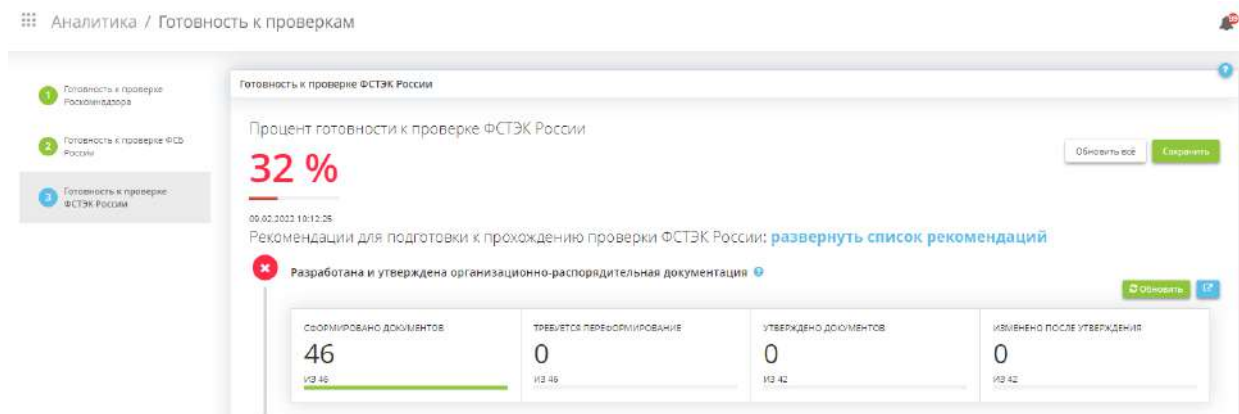 Аналитика / Готовность к проверкам
Готовность к проверке
Роскомнадзора
Готовность к проверке ФСБ
России
Готовность к проверке
ФСТЭК России
1
2
3
Готовность к проверке ФСТЭК России
Процент готовности к проверке ФСТЭК России
32 %
Обновить всё
Сохранить
09.02.2022 10:12:25
Рекомендации для подготовки к прохождению проверки ФСТЭК России: развернуть список рекомендаций
Разработана и утверждена организационно-распорядительная документация
Обновить
СФОРМИРОВАНО ДОКУМЕНТОВ
46
ИЗ 46
ТРЕБУЕТСЯ ПЕРЕФОРМИРОВАНИЕ
0
ИЗ 46
УТВЕРЖДЕНО ДОКУМЕНТОВ
0
ИЗ 42
ИЗМЕНЕНО ПОСЛЕ УТВЕРЖДЕНИЯ
0
ИЗ 42